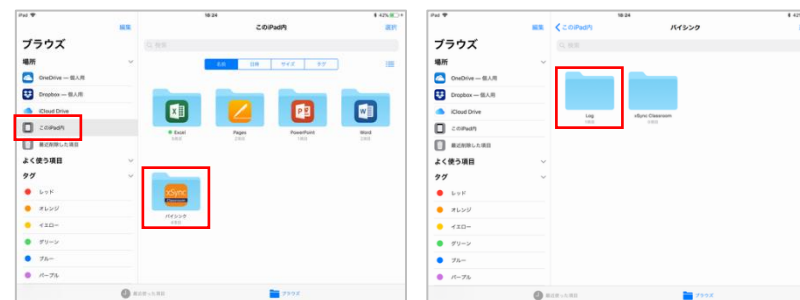 iPad
18:24
42%
編集
このiPad内
選択
ブラウズ
検索
場所
名前
日付
サイズ
タグ
OneDrive — 個人用
Dropbox — 個人用
iCloud Drive
このiPad内
最近削除した項目
よく使う項目
タグ
レッド
オレンジ
イエロー
グリーン
ブルー
パープル
Excel
Pages
PowerPoint
Word
xSync
Classroom
バイシンク
最近使った項目
ブラウズ
iPad
18:24
42%
編集
このiPad内
バイシンク
ブラウズ
検索
場所
OneDrive — 個人用
Dropbox — 個人用
iCloud Drive
このiPad内
最近削除した項目
よく使う項目
タグ
レッド
オレンジ
イエロー
グリーン
ブルー
パープル
Log
xSync Classroom
最近使った項目
ブラウズ